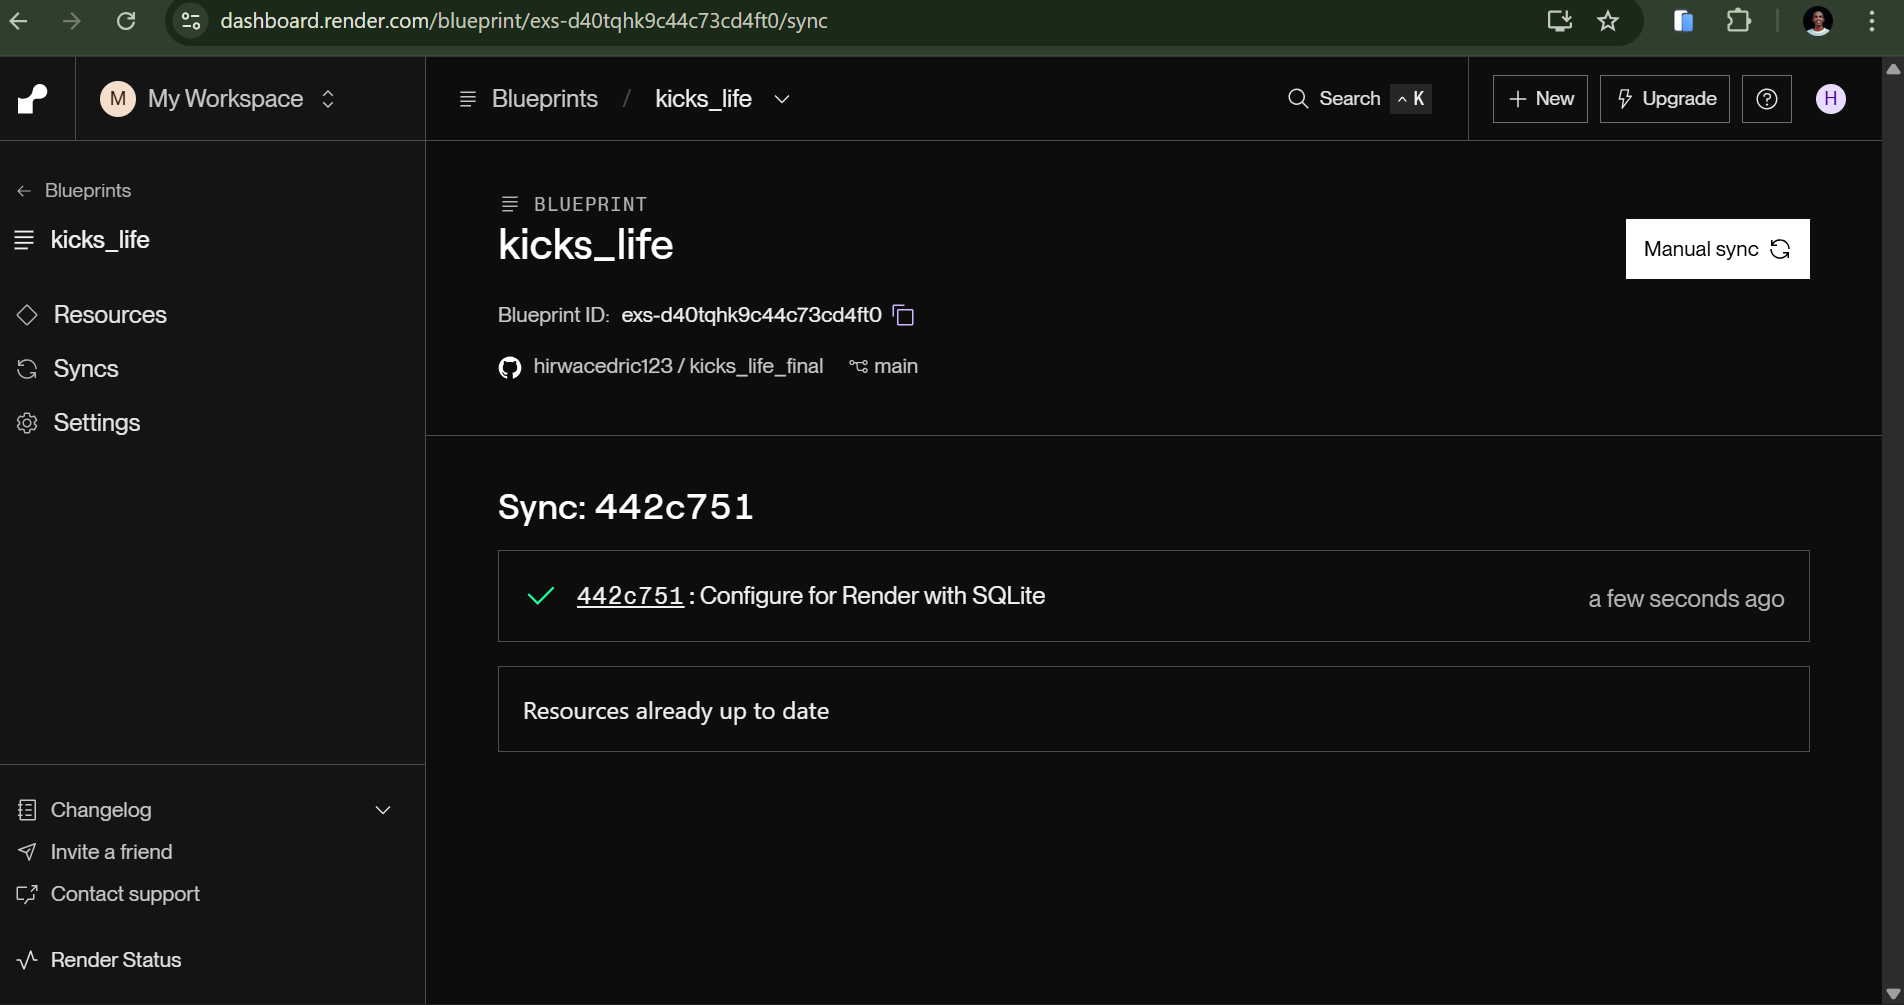 dashboard.render.com/blueprint/exs-d40tqhk9c44c73cd4ft0/sync
M My Workspace
Blueprints / kicks_life
Search ^ K
+ New
Upgrade
H
Blueprints
kicks_life
Resources
Syncs
Settings
Changelog
Invite a friend
Contact support
Render Status
BLUEPRINT
kicks_life
Manual sync
Blueprint ID: exs-d40tqhk9c44c73cd4ft0
hirwacedric123 / kicks_life_final main
Sync: 442c751
442c751: Configure for Render with SQLite
a few seconds ago
Resources already up to date